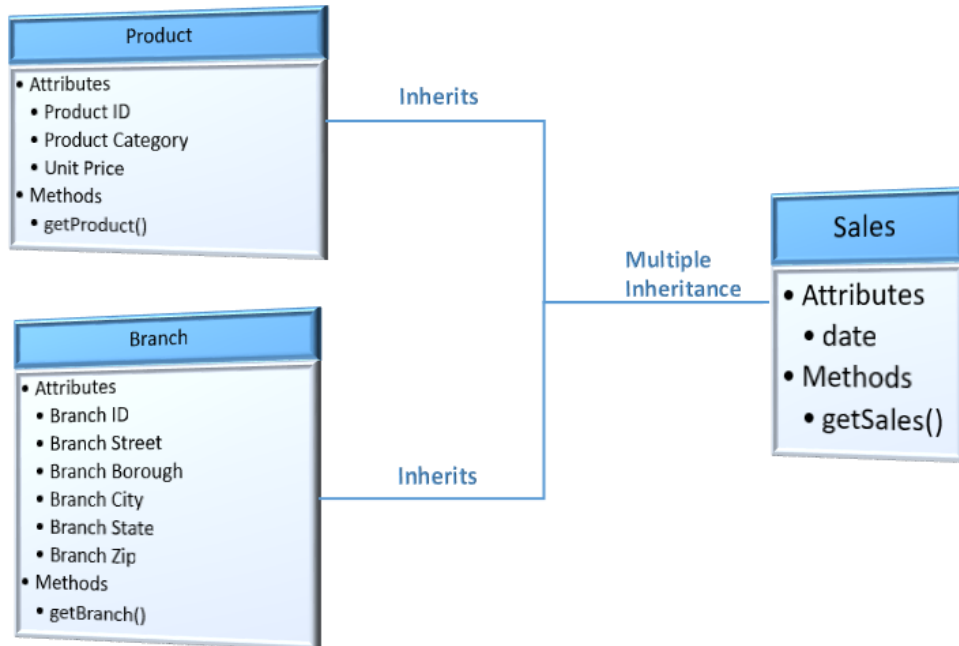 Product
• Attributes
• Product ID
• Product Category
• Unit Price
• Methods
• getProduct()
Inherits
Branch
• Attributes
• Branch ID
• Branch Street
• Branch Borough
• Branch City
• Branch State
• Branch Zip
• Methods
• getBranch()
Inherits
Multiple
Inheritance
Sales
• Attributes
• date
• Methods
• getSales()